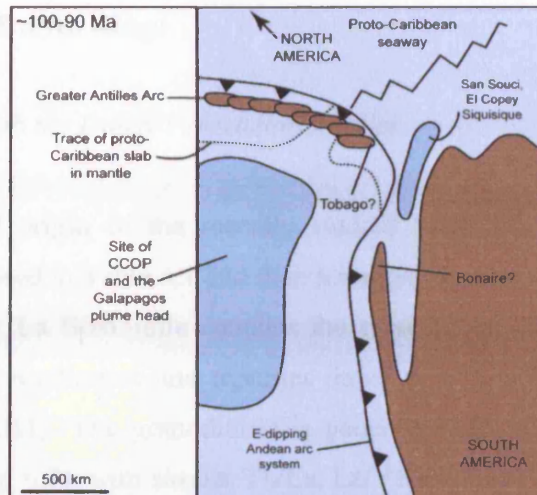 ~100-90 Ma
NORTH
AMERICA
Proto-Caribbean
seaway
Greater Antilles Arc
San Souci,
El Copey
Siquisique
Trace of proto-
Caribbean slab
in mantle
Tobago?
Site of
CCOP
and the
Galapagos
plume head
Bonaire?
E-dipping
Andean arc
system
SOUTH
AMERICA
500 km